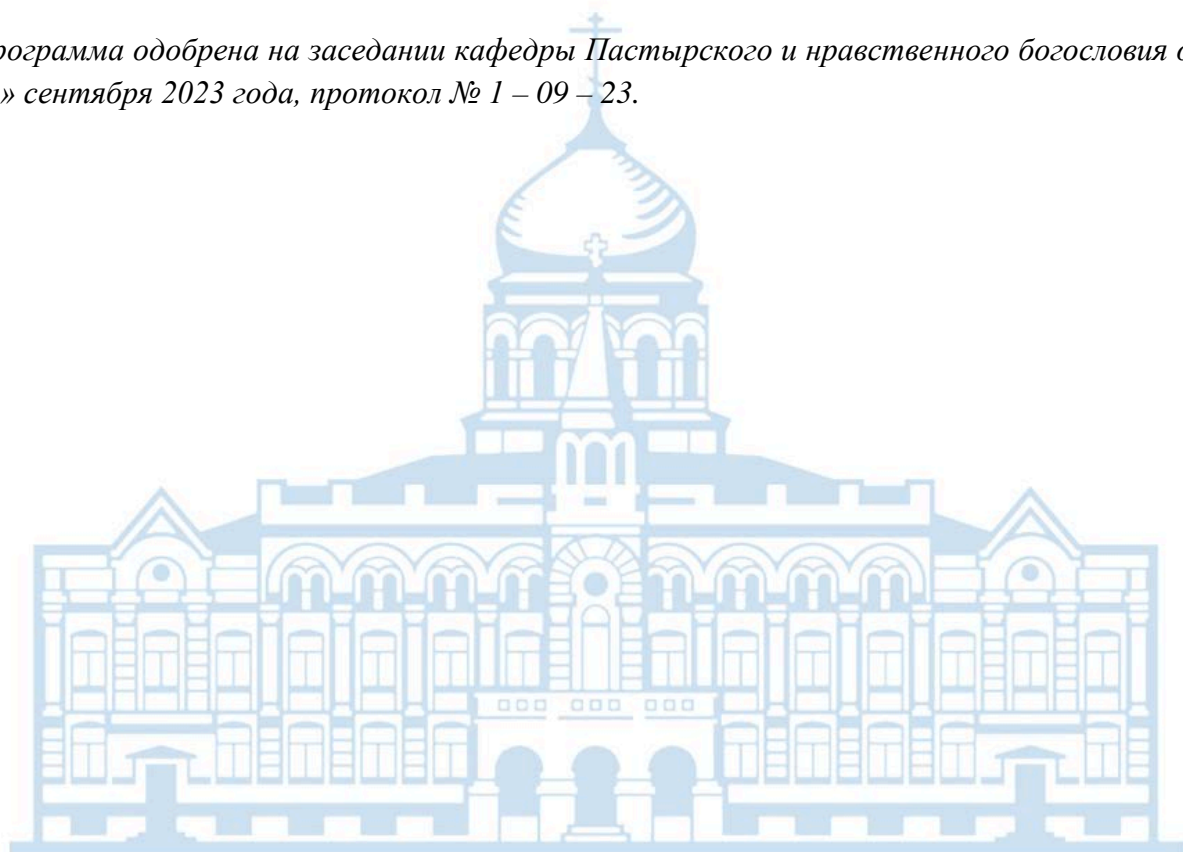 рограмма одобрена на заседании кафедры Пастырского и нравственного богословия о
» сентября 2023 года, протокол № 1 – 09 – 23.